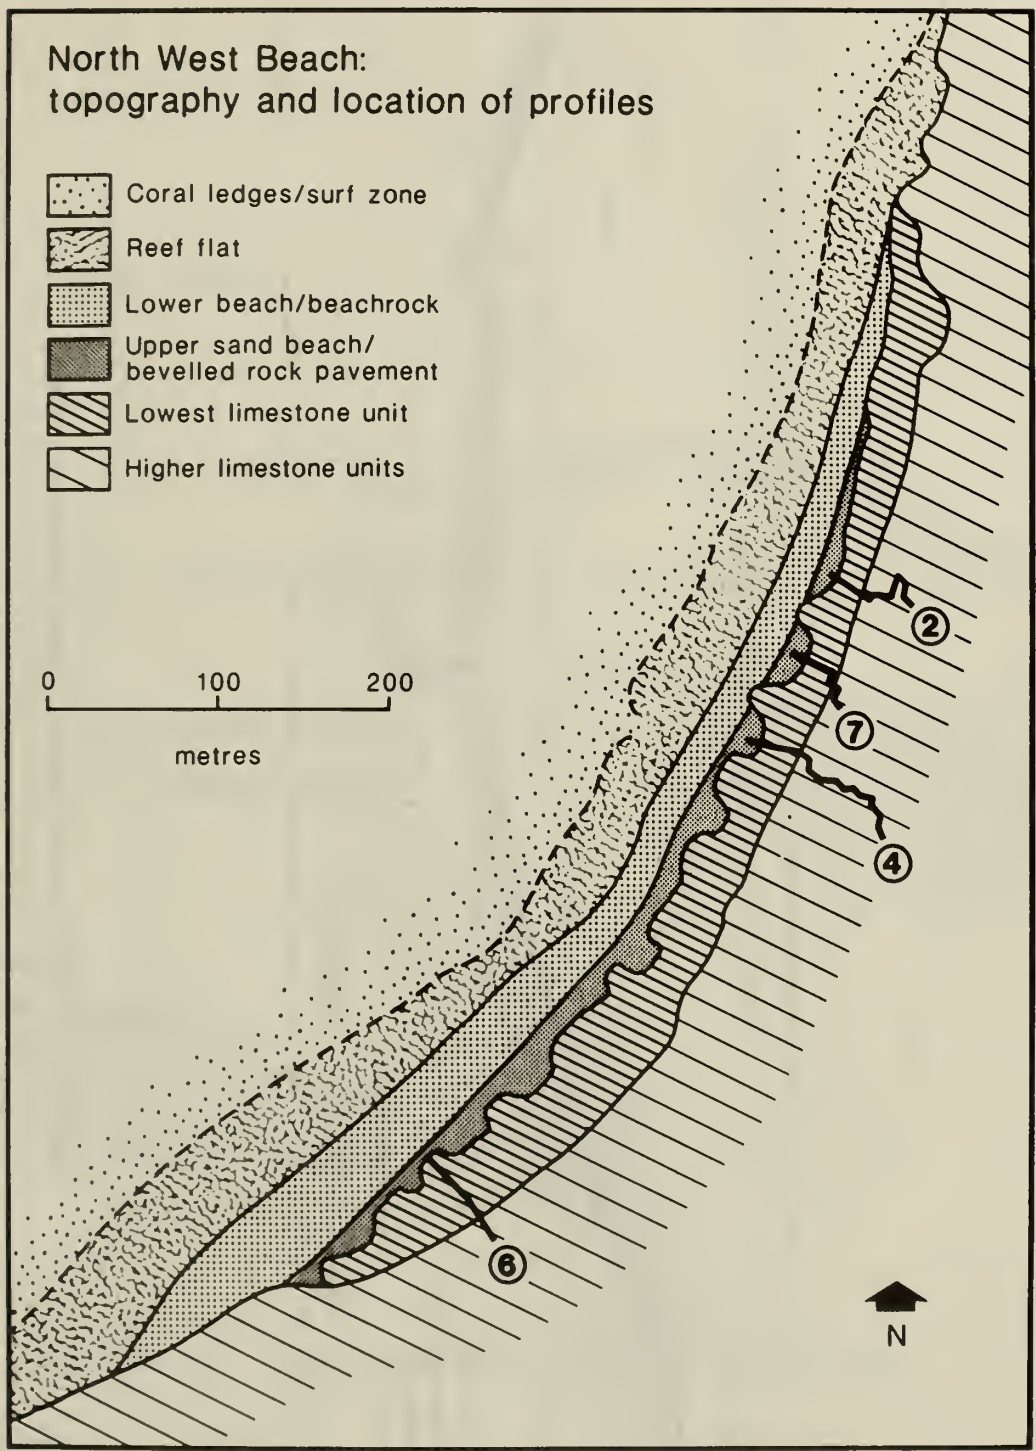 North West Beach:
topography and location of profiles
Coral ledges/surf zone
Reef flat
Lower beach/beachrock
Upper sand beach/
bevelled rock pavement
Lowest limestone unit
Higher limestone units
0 100 200
metres
2
7
4
6
N